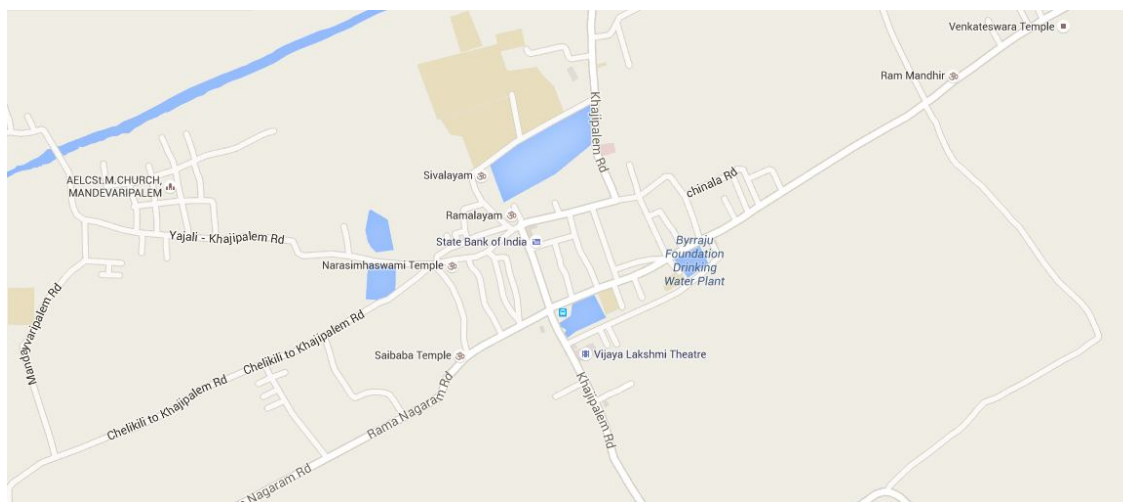 Venkateswara Temple
Ram Mandhir
Khajipalem Rd
AELCSt.M.CHURCH,
MANDEVARIPALEM
Sivalayam
chinala Rd
Ramalayam
Yajali - Khajipalem Rd
State Bank of India
Byrraju
Foundation
Drinking
Water Plant
Narasimhaswami Temple
Mandevvaripalem Rd
Chelikili to Khajipalem Rd
Saibaba Temple
Vijaya Lakshmi Theatre
Chelikili to Khajipalem Rd
Rama Nagaram Rd
Khajipalem Rd
Nagaram Rd